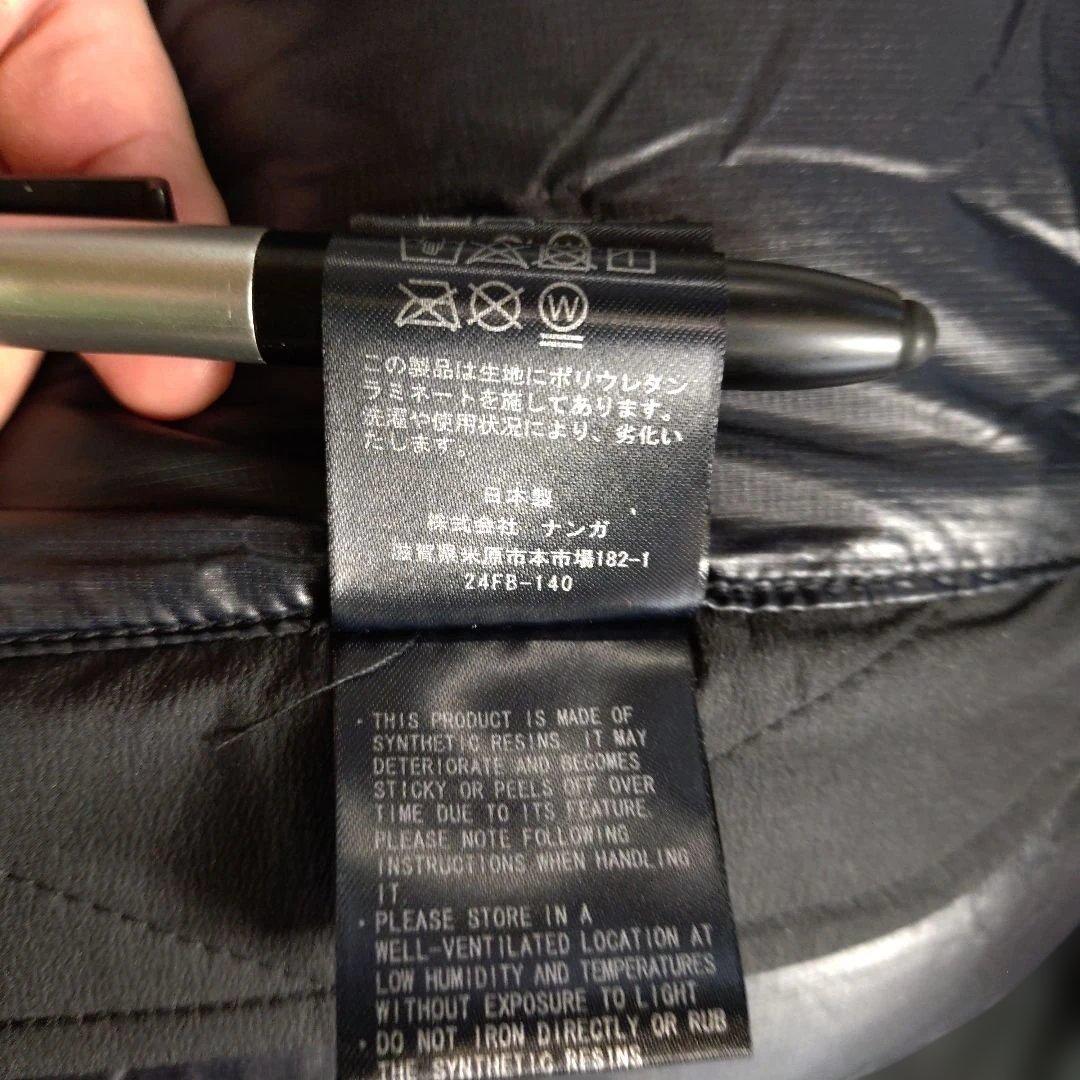 W
この製品は生地にポリウレタン
ラミネートを施してあります。
洗濯や使用状況により、劣化い
たします。
日本製
株式会社 ナンガ
滋賀県米原市本市場182-1
24FB-140
・THIS PRODUCT IS MADE OF
SYNTHETIC RESINS. IT MAY
DETERIORATE AND BECOMES
STICKY OR PEELS OFF OVER
TIME DUE TO ITS FEATURE.
PLEASE NOTE FOLLOWING
INSTRUCTIONS WHEN HANDLING
IT.
・PLEASE STORE IN A
WELL-VENTILATED LOCATION AT
LOW HUMIDITY AND TEMPERATURES
WITHOUT EXPOSURE TO LIGHT
・DO NOT IRON DIRECTLY OR RUB
THE SYNTHETIC RESINS